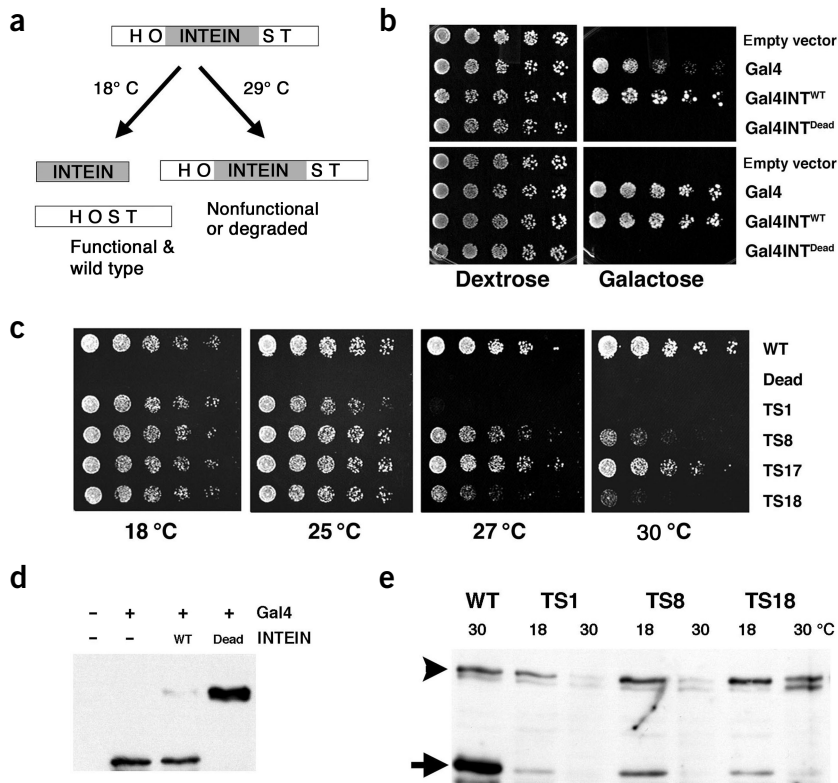 a
H O INTEIN S T
18° C
29° C
INTEIN
H O INTEIN S T
H O S T
Functional &
wild type
Nonfunctional
or degraded
b
Empty vector
Gal4
Gal4INTWT
Gal4INTDead
Empty vector
Gal4
Gal4INTWT
Gal4INTDead
Dextrose
Galactose
c
WT
Dead
TS1
TS8
TS17
TS18
18 °C
25 °C
27 °C
30 °C
d
– + + + Gal4
– – WT Dead INTEIN
e
WT TS1 TS8 TS18
30 18 30 18 30 18 30 °C